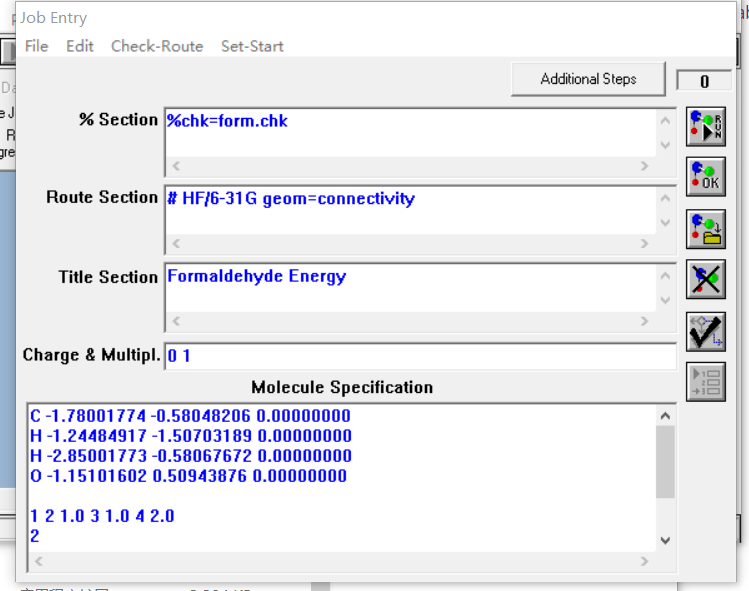 Job Entry
File Edit Check-Route Set-Start
Additional Steps
0
% Section %chk=form.chk
RUN
OK
Route Section # HF/6-31G geom=connectivity
Title Section Formaldehyde Energy
Charge & Multipl. 0 1
Molecule Specification
C -1.78001774 -0.58048206 0.00000000
H -1.24484917 -1.50703189 0.00000000
H -2.85001773 -0.58067672 0.00000000
O -1.15101602 0.50943876 0.00000000
1 2 1.0 3 1.0 4 2.0
2